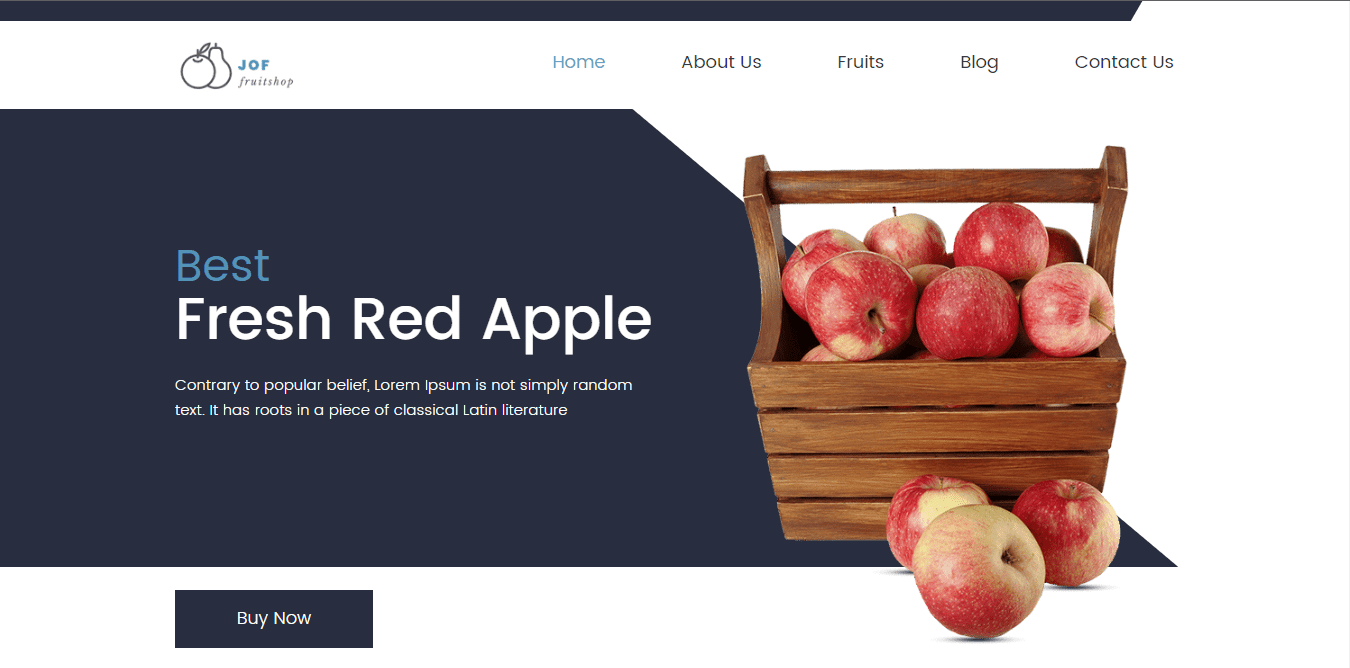 JOF
fruitshop
Home About Us Fruits Blog Contact Us
Best
Fresh Red Apple
Contrary to popular belief, Lorem Ipsum is not simply random
text. It has roots in a piece of classical Latin literature
Buy Now